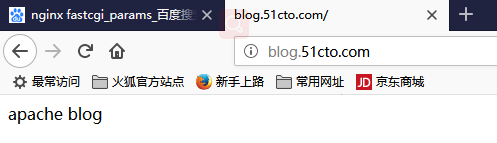 nginx fastcgi_params_百度搜
blog.51cto.com/
blog.51cto.com
最常访问 火狐官方站点 新手上路 常用网址 JD 京东商城
apache blog